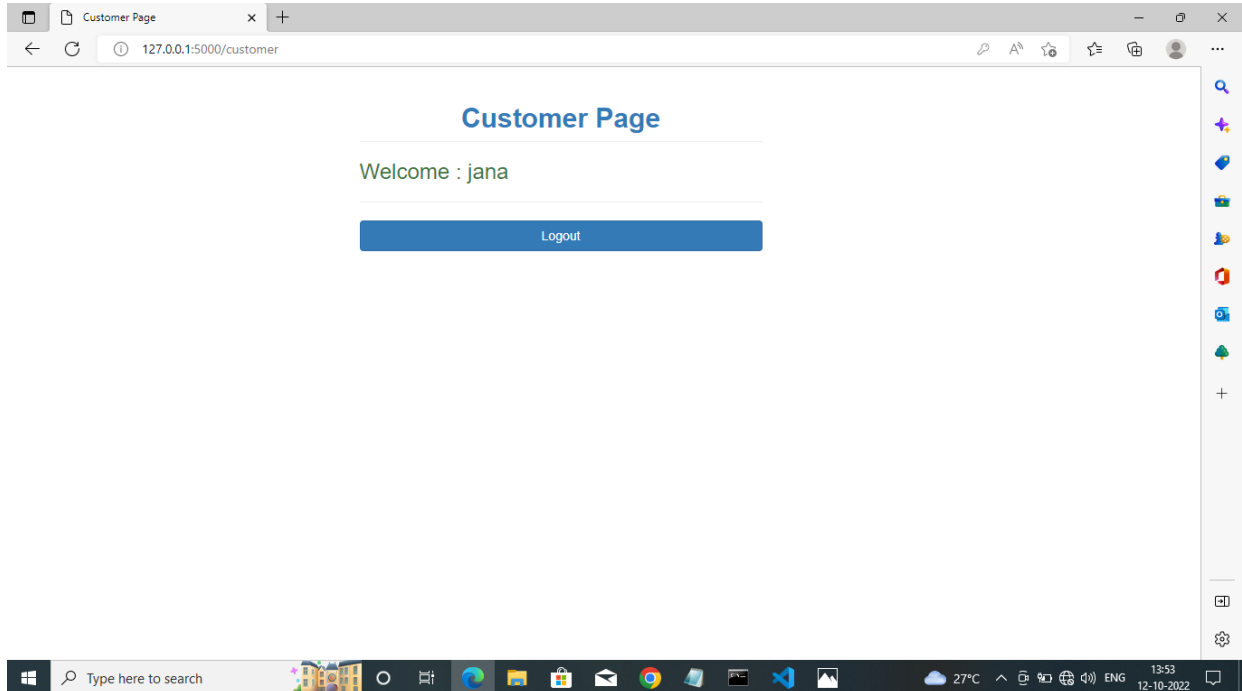 Customer Page
127.0.0.1:5000/customer
Customer Page
Welcome : jana
Logout
Type here to search
27°C
ENG
13:53
12-10-2022